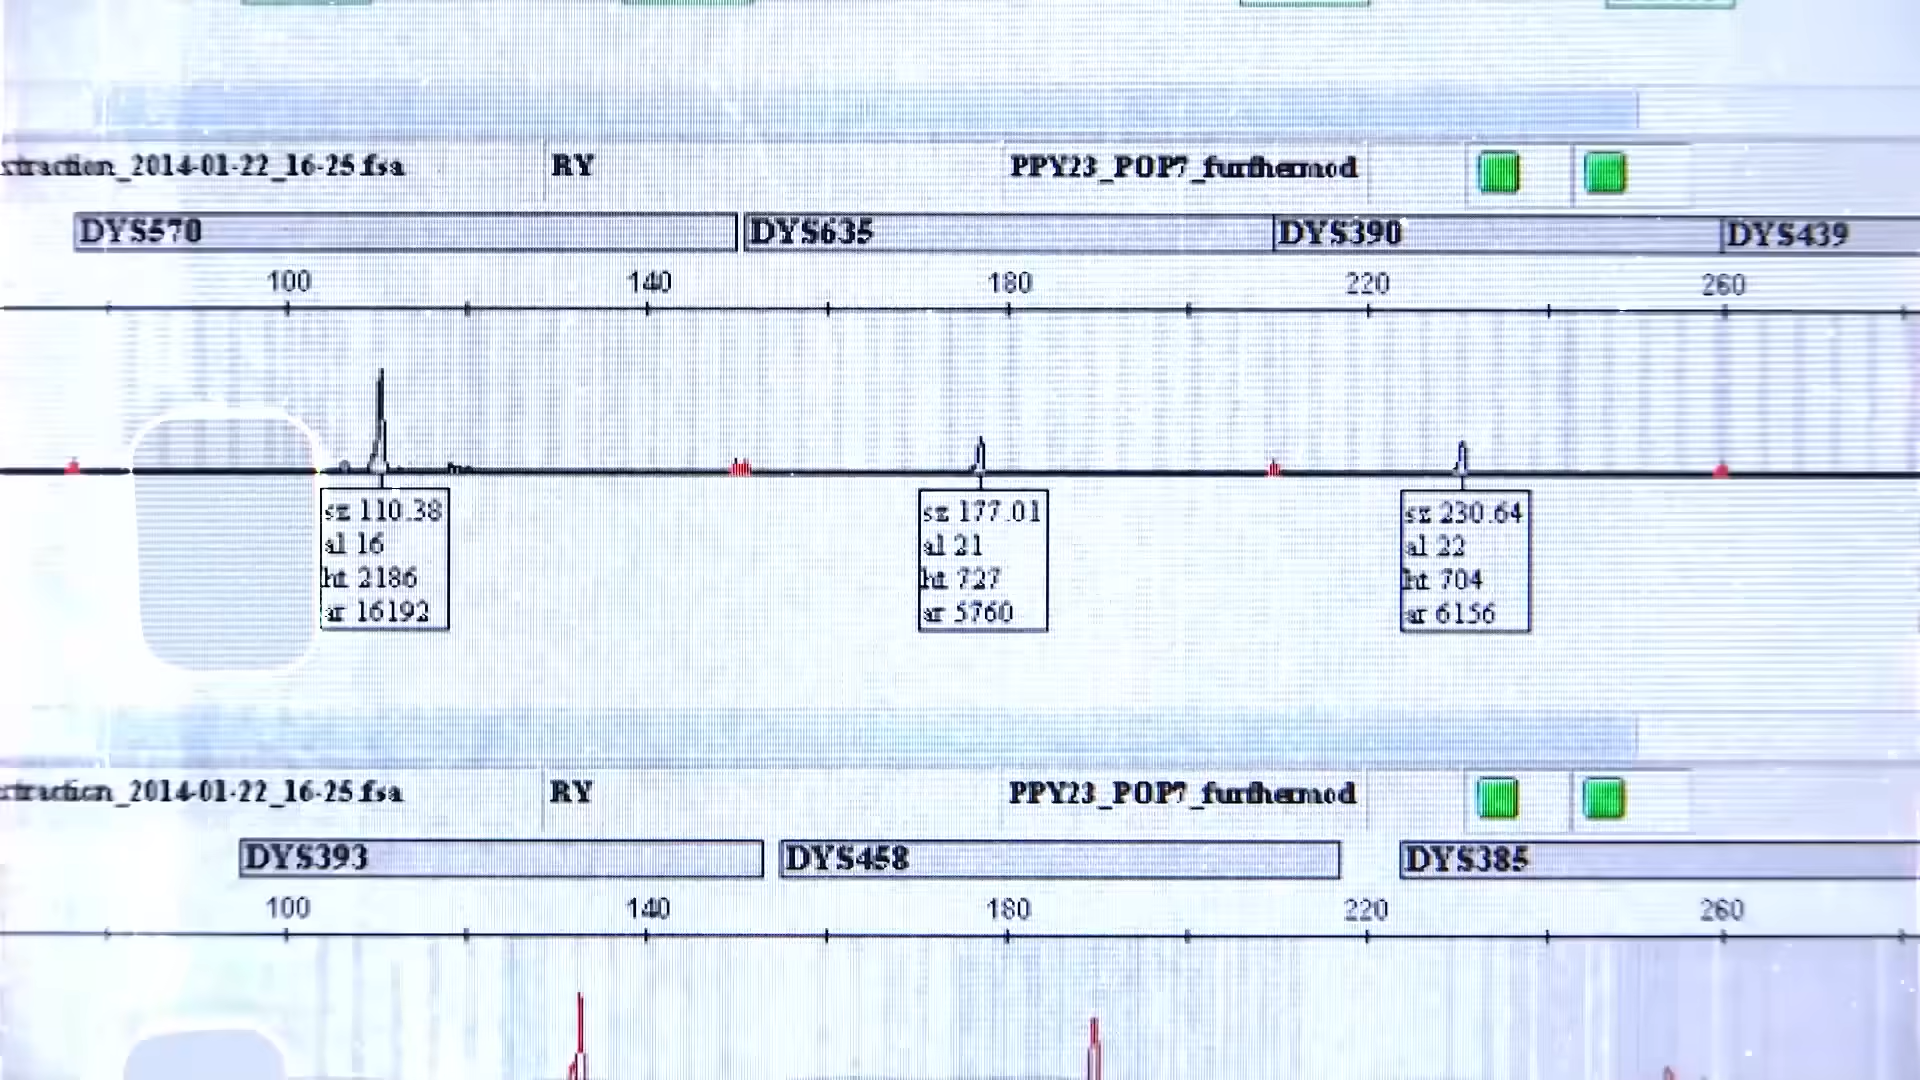 xtraction_2014-01-22_16-25.fsa RY PPY23_POP7_furthermod
DYS570 DYS635 DYS390 DYS439
100 140 180 220 260
sz 110.38
al 16
ht 2186
ar 16192
sz 177.01
al 21
ht 727
ar 5760
sz 230.64
al 22
ht 704
ar 6156
xtraction_2014-01-22_16-25.fsa RY PPY23_POP7_furthermod
DYS393 DYS458 DYS385
100 140 180 220 260